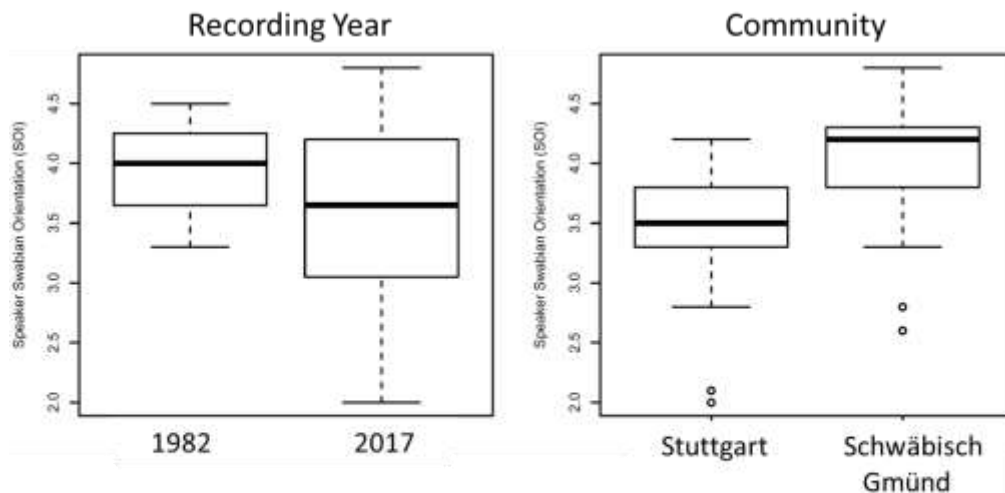 Recording Year
Speaker Swabian Orientation (SOI)
4.5
4.0
3.5
3.0
2.5
2.0
1982
2017
Community
Speaker Swabian Orientation (SOI)
4.5
4.0
3.5
3.0
2.5
2.0
Stuttgart
Schwäbisch
Gmünd